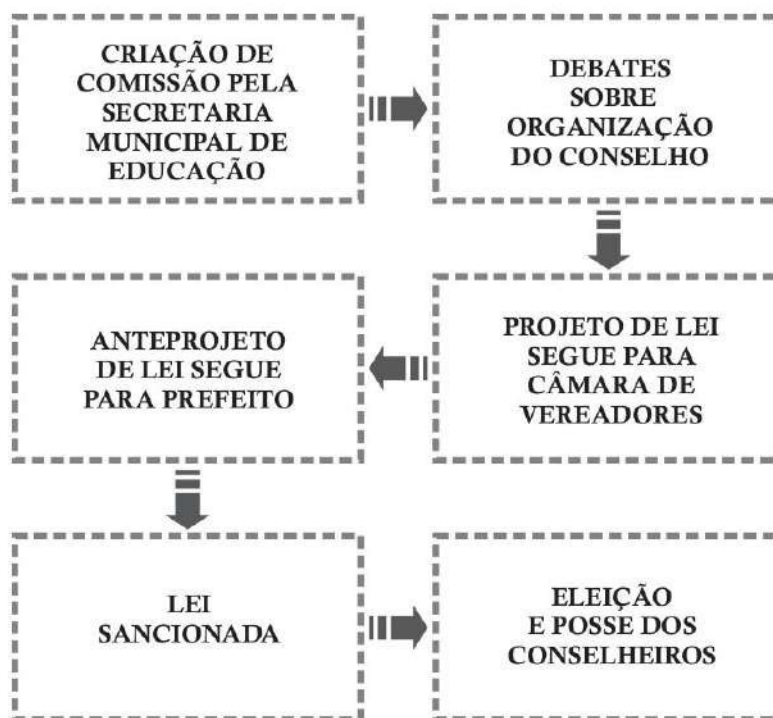 CRIAÇÃO DE
COMISSÃO PELA
SECRETARIA
MUNICIPAL DE
EDUCAÇÃO
DEBATES
SOBRE
ORGANIZAÇÃO
DO CONSELHO
PROJETO DE LEI
SEGUE PARA
CÂMARA DE
VEREADORES
ANTEPROJETO
DE LEI SEGUE
PARA PREFEITO
LEI
SANCIONADA
ELEIÇÃO
E POSSE DOS
CONSELHEIROS